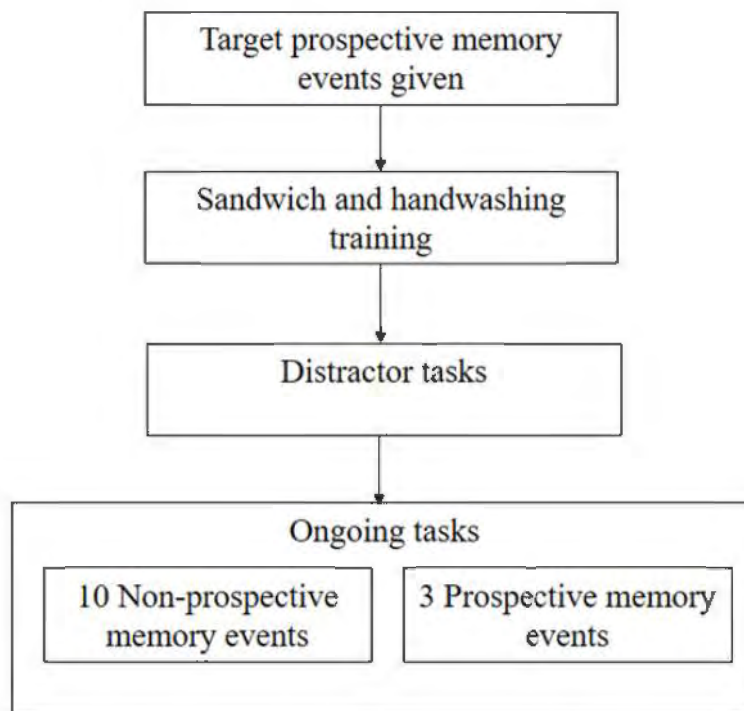 Target prospective memory
events given
Sandwich and handwashing
training
Distractor tasks
Ongoing tasks
10 Non-prospective
memory events
3 Prospective memory
events